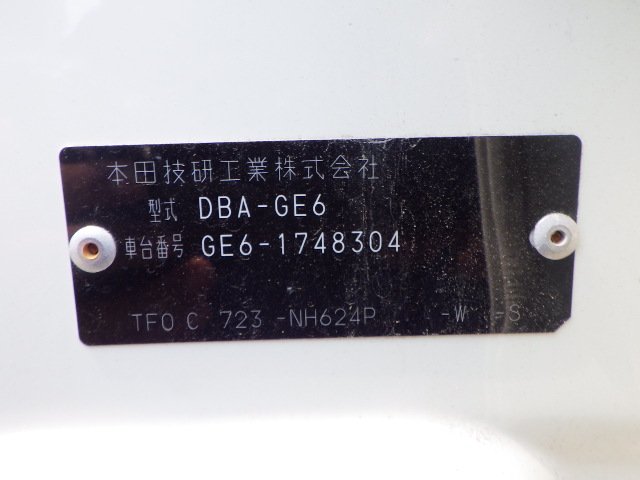 本田技研工業株式会社
型式 DBA-GE6
車台番号 GE6-1748304
TF0 C 723 -NH624P -W -S